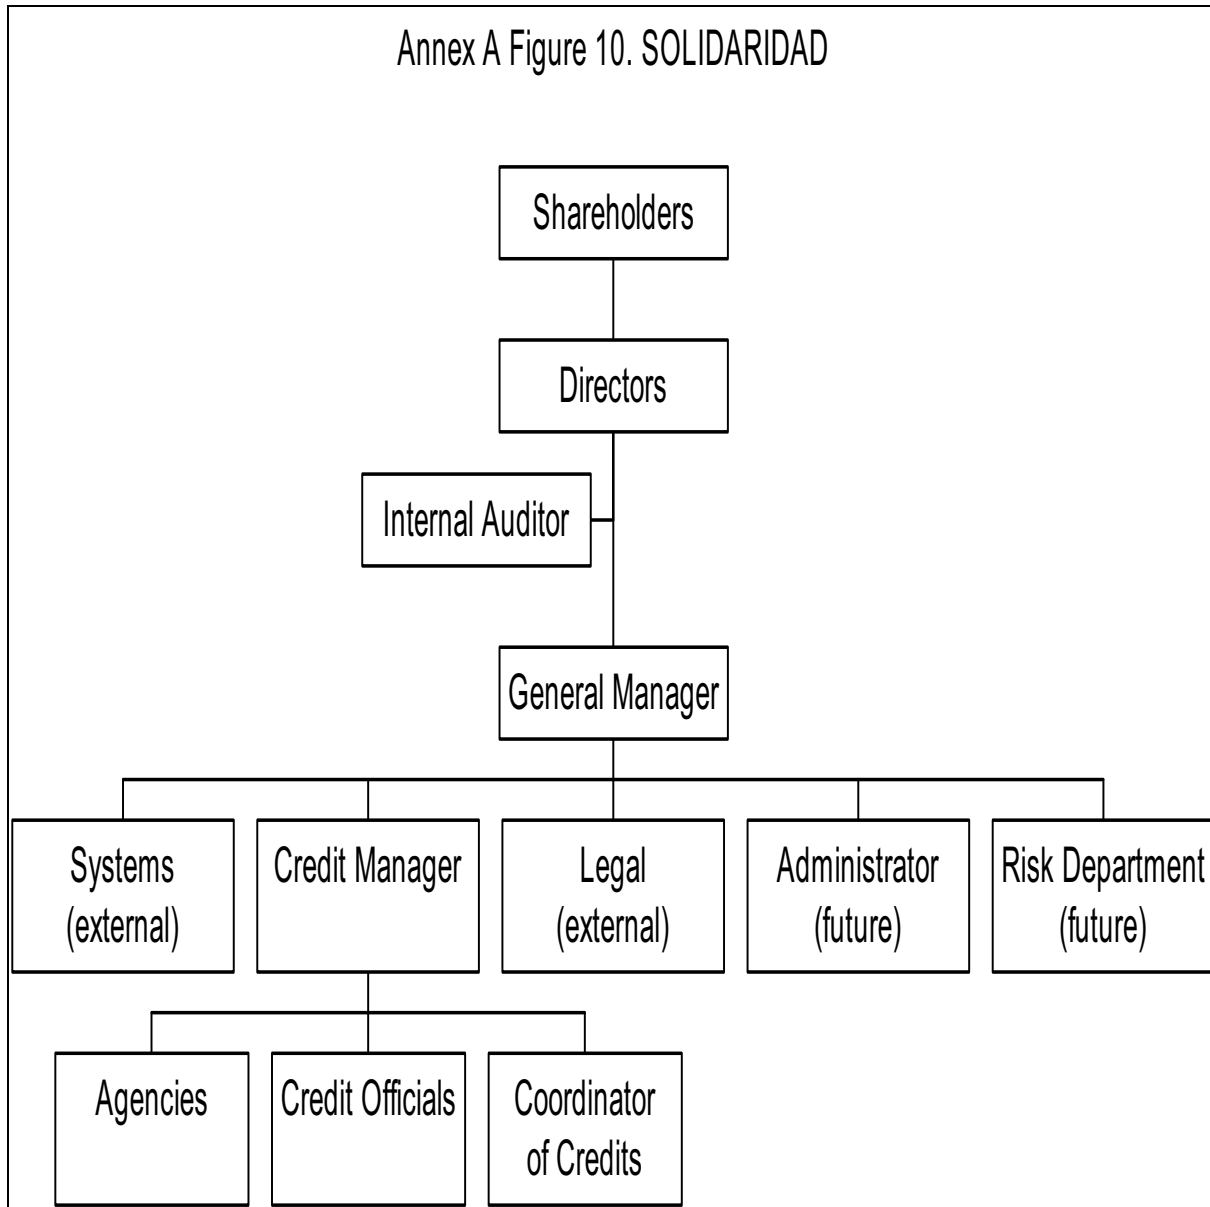 Annex A Figure 10. SOLIDARIDAD
Shareholders
Directors
Internal Auditor
General Manager
Systems
(external)
Credit Manager
Legal
(external)
Administrator
(future)
Risk Department
(future)
Agencies
Credit Officials
Coordinator
of Credits